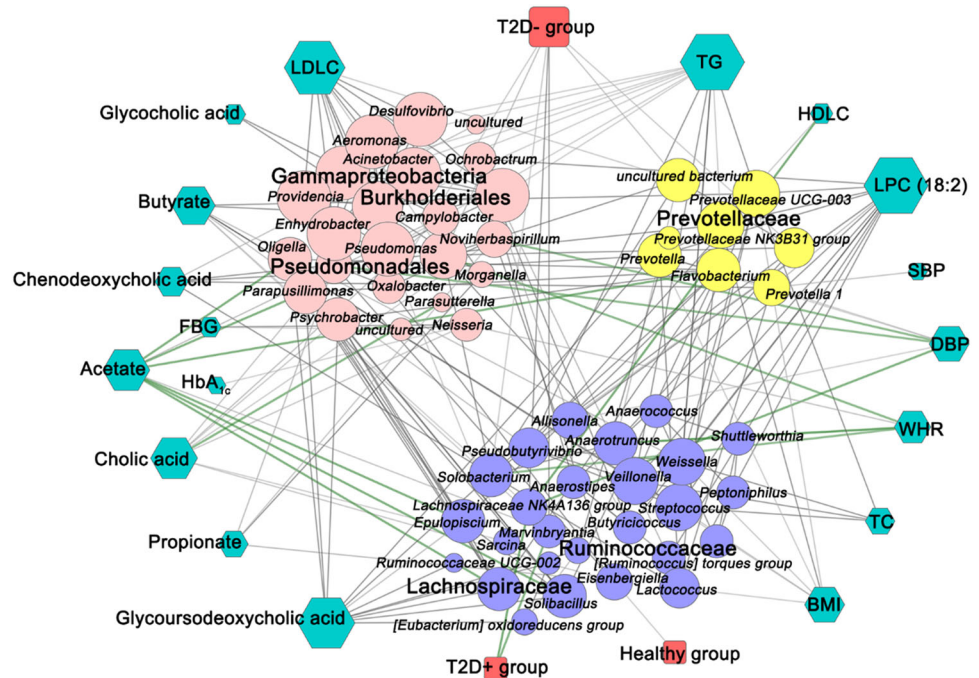 T2D- group
LDLC
TG
Glycocholic acid
HDLC
Desulfovibrio
uncultured
Aeromonas
Acinetobacter
Ochrobactrum
Gammaproteobacteria
uncultured bacterium
LPC (18:2)
Providencia
Burkholderiales
Prevotellaceae UCG-003
Butyrate
Campylobacter
Prevotellaceae
Enhydrobacter
Noviherbaspirillum
Prevotellaceae NK3B31 group
Oligella
Pseudomonas
Prevotella
Pseudomonadales
Flavobacterium
SBP
Chenodeoxycholic acid
Morganella
Oxalobacter
Prevotella 1
Parapusillimonas
Parasutterella
Psychrobacter
Neisseria
FBG
uncultured
DBP
Acetate
HbA1c
Allisonella
Anaerococcus
WHR
Anaerotruncus
Shuttleworthia
Pseudobutyrivibrio
Weissella
Cholic acid
Solobacterium
Veillonella
Anaerostipes
Peptoniphilus
Lachnospiraceae NK4A136 group
Streptococcus
Epulopiscium
Butyricicoccus
TC
Marvinbryantia
Propionate
Sarcina
Ruminococcaceae
Ruminococcaceae UCG-002
[Ruminococcus] torques group
Eisenbergiella
Lachnospiraceae
Lactococcus
Solibacillus
BMI
Glycoursodeoxycholic acid
[Eubacterium] oxidoreducens group
Healthy group
T2D+ group